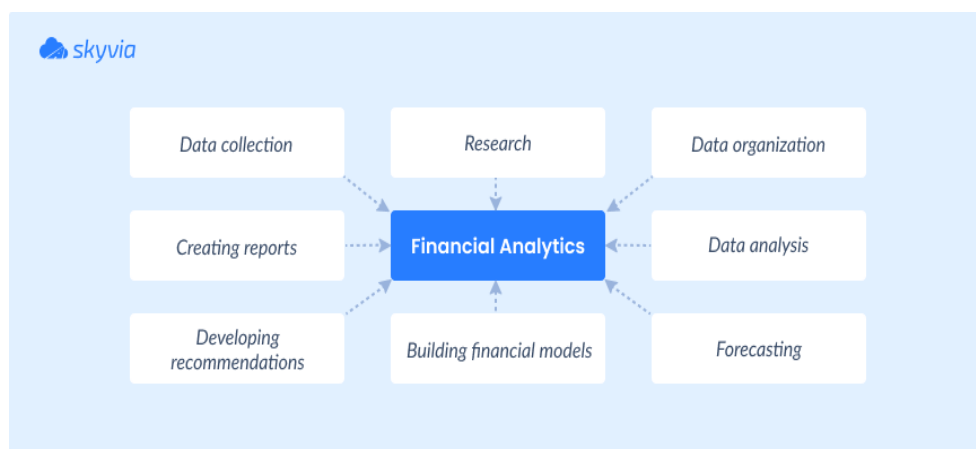 skyvia
Data collection
Research
Data organization
Creating reports
Financial Analytics
Data analysis
Developing
recommendations
Building financial models
Forecasting